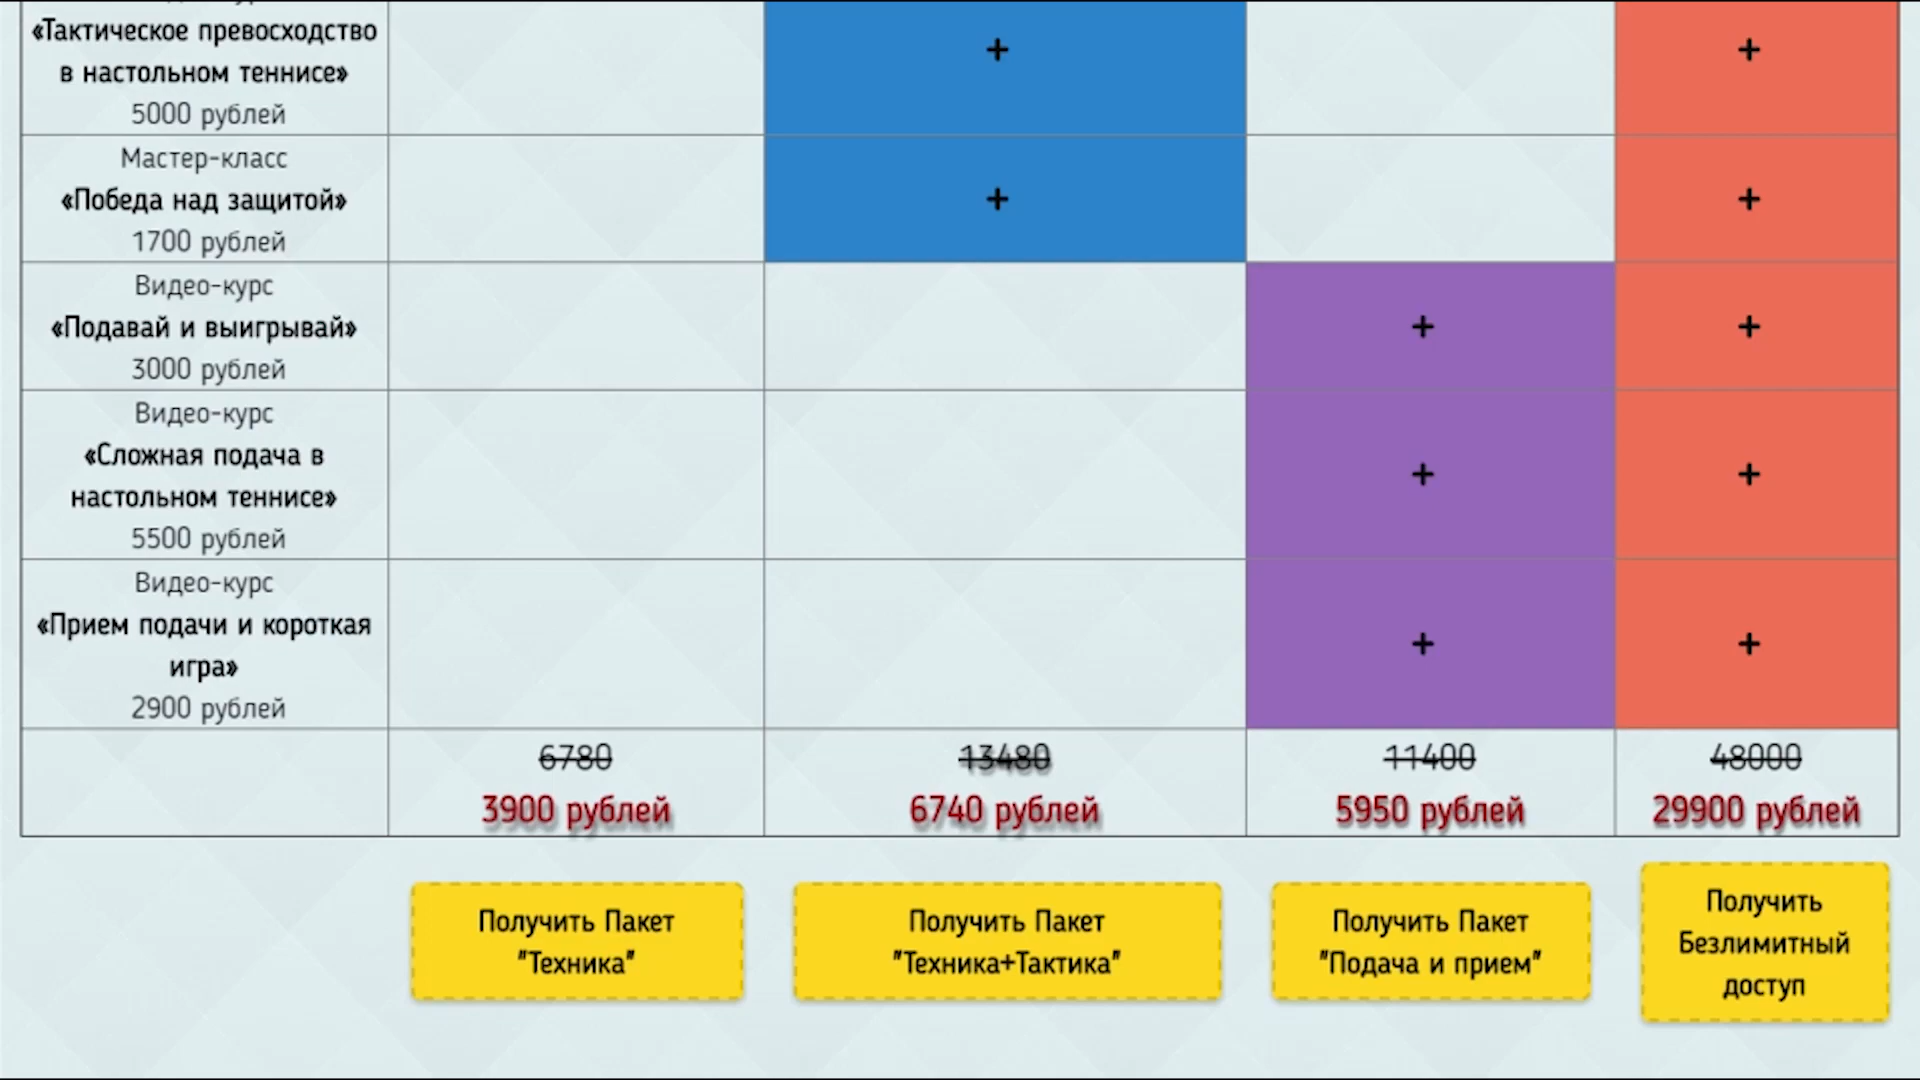 «Тактическое превосходство
в настольном теннисе»
5000 рублей
+
+
Мастер-класс
«Победа над защитой»
1700 рублей
+
+
Видео-курс
«Подавай и выигрывай»
3000 рублей
+
+
Видео-курс
«Сложная подача в
настольном теннисе»
5500 рублей
+
+
Видео-курс
«Прием подачи и короткая
игра»
2900 рублей
+
+
6780
3900 рублей
13480
6740 рублей
11400
5950 рублей
48000
29900 рублей
Получить Пакет
"Техника"
Получить Пакет
"Техника+Тактика"
Получить Пакет
"Подача и прием"
Получить
Безлимитный
доступ